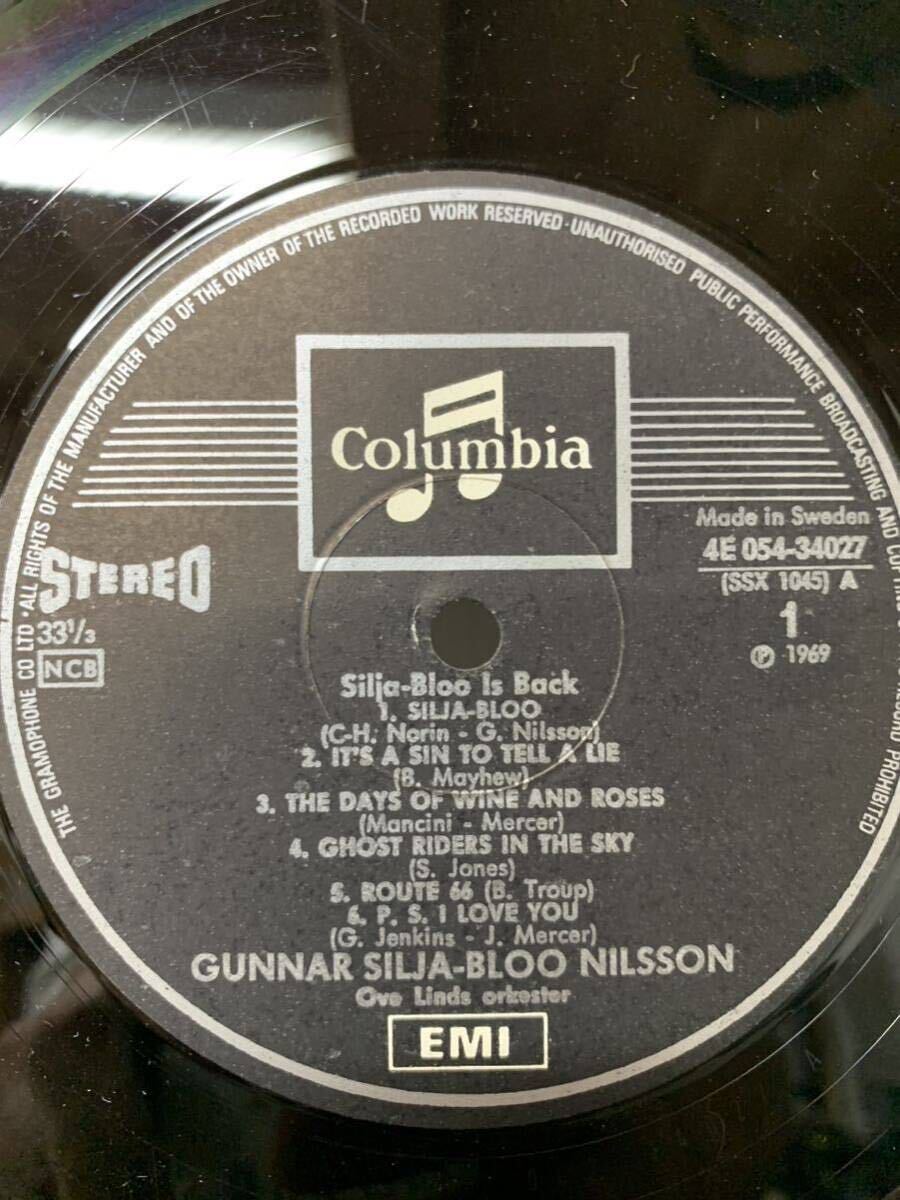 THE GRAMOPHONE CO LTD · ALL RIGHTS OF THE MANUFACTURER AND OF THE OWNER OF THE RECORDED WORK RESERVED · UNAUTHORISED PUBLIC PERFORMANCE BROADCASTING AND RECORD PROHIBITED
Columbia
Made in Sweden
4E 054-34027
(SSX 1045) A
1
Ⓟ 1969
STEREO
33⅓
NCB
Silja-Bloo Is Back
1. SILJA-BLOO
(C-H. Norin - G. Nilsson)
2. IT'S A SIN TO TELL A LIE
(B. Mayhew)
3. THE DAYS OF WINE AND ROSES
(Mancini - Mercer)
4. GHOST RIDERS IN THE SKY
(S. Jones)
5. ROUTE 66 (B. Troup)
6. P. S. I LOVE YOU
(G. Jenkins - J. Mercer)
GUNNAR SILJA-BLOO NILSSON
Ove Linds orkester
EMI